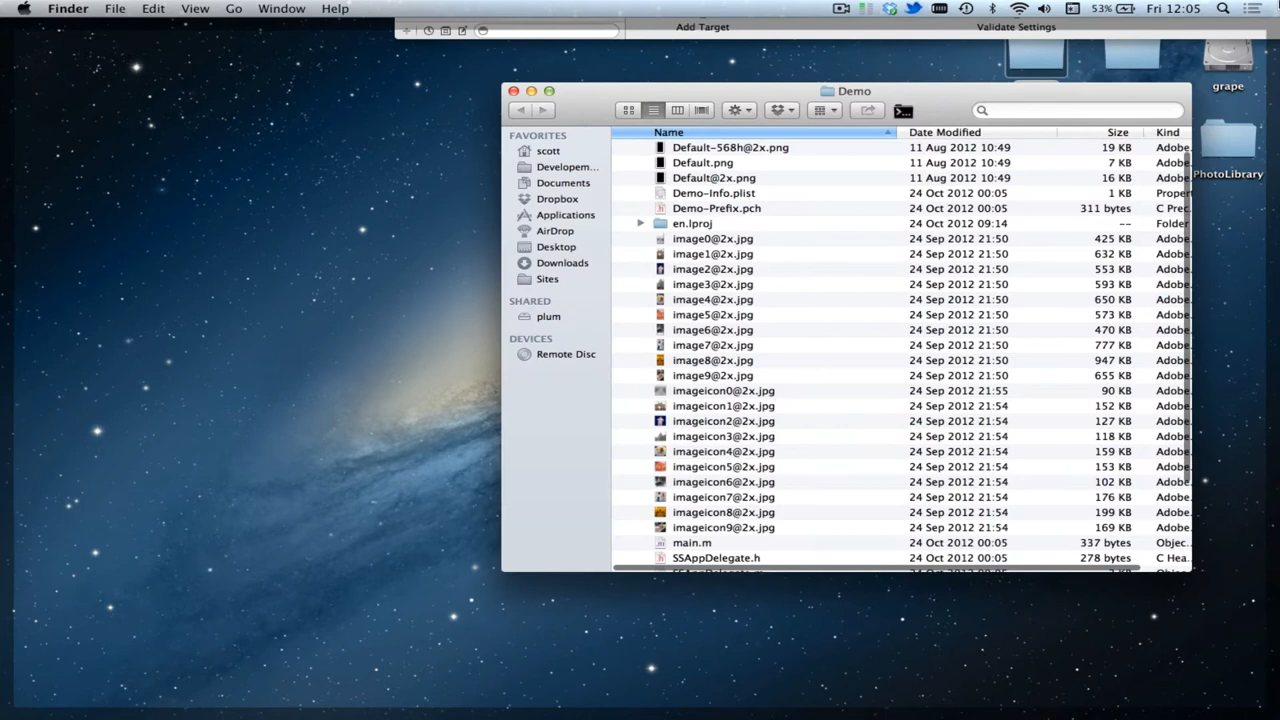 Finder File Edit View Go Window Help 53% Fri 12:05
Add Target Validate Settings
grape
PhotoLibrary
Demo
FAVORITES
scott
Developem...
Documents
Dropbox
Applications
AirDrop
Desktop
Downloads
Sites
SHARED
plum
DEVICES
Remote Disc
Name Date Modified Size Kind
Default-568h@2x.png 11 Aug 2012 10:49 19 KB Adobe
Default.png 11 Aug 2012 10:49 7 KB Adobe
Default@2x.png 11 Aug 2012 10:49 16 KB Adobe
Demo-Info.plist 24 Oct 2012 00:05 1 KB Propert
Demo-Prefix.pch 24 Oct 2012 00:05 311 bytes C Prec
en.lproj 24 Oct 2012 09:14 -- Folder
image0@2x.jpg 24 Sep 2012 21:50 425 KB Adobe
image1@2x.jpg 24 Sep 2012 21:50 632 KB Adobe
image2@2x.jpg 24 Sep 2012 21:50 553 KB Adobe
image3@2x.jpg 24 Sep 2012 21:50 593 KB Adobe
image4@2x.jpg 24 Sep 2012 21:50 650 KB Adobe
image5@2x.jpg 24 Sep 2012 21:50 573 KB Adobe
image6@2x.jpg 24 Sep 2012 21:50 470 KB Adobe
image7@2x.jpg 24 Sep 2012 21:50 777 KB Adobe
image8@2x.jpg 24 Sep 2012 21:50 947 KB Adobe
image9@2x.jpg 24 Sep 2012 21:50 655 KB Adobe
imageicon0@2x.jpg 24 Sep 2012 21:55 90 KB Adobe
imageicon1@2x.jpg 24 Sep 2012 21:54 152 KB Adobe
imageicon2@2x.jpg 24 Sep 2012 21:54 127 KB Adobe
imageicon3@2x.jpg 24 Sep 2012 21:54 118 KB Adobe
imageicon4@2x.jpg 24 Sep 2012 21:54 159 KB Adobe
imageicon5@2x.jpg 24 Sep 2012 21:54 153 KB Adobe
imageicon6@2x.jpg 24 Sep 2012 21:54 102 KB Adobe
imageicon7@2x.jpg 24 Sep 2012 21:54 176 KB Adobe
imageicon8@2x.jpg 24 Sep 2012 21:54 199 KB Adobe
imageicon9@2x.jpg 24 Sep 2012 21:54 169 KB Adobe
main.m 24 Oct 2012 00:05 337 bytes Objec...
SSAppDelegate.h 24 Oct 2012 00:05 278 bytes C Hea